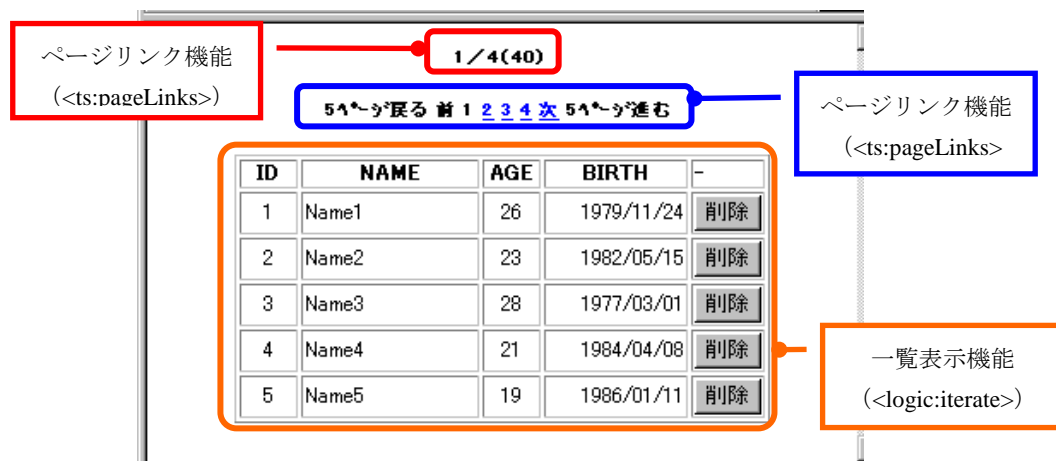 ページリンク機能
（<ts:pageLinks>）
1／4(40)
5ﾍﾟｰｼﾞ戻る 前 1 2 3 4 次 5ﾍﾟｰｼﾞ進む
ページリンク機能
（<ts:pageLinks>
ID NAME AGE BIRTH -
1 Name1 26 1979/11/24 削除
2 Name2 23 1982/05/15 削除
3 Name3 28 1977/03/01 削除
4 Name4 21 1984/04/08 削除
5 Name5 19 1986/01/11 削除
一覧表示機能
（<logic:iterate>）